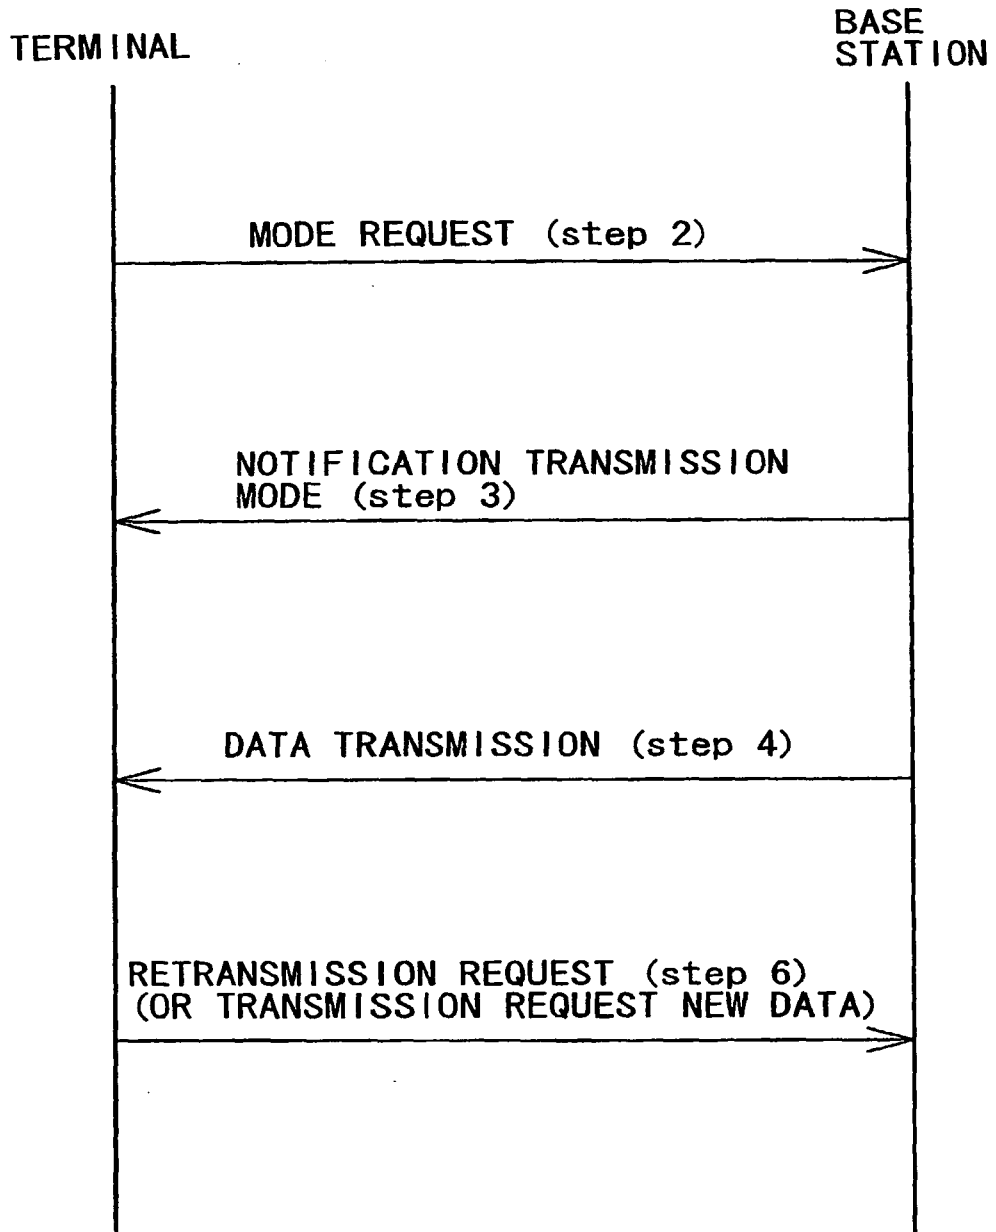 TERMINAL
BASE
STATION
MODE REQUEST (step 2)
NOTIFICATION TRANSMISSION
MODE (step 3)
DATA TRANSMISSION (step 4)
RETRANSMISSION REQUEST (step 6)
(OR TRANSMISSION REQUEST NEW DATA)